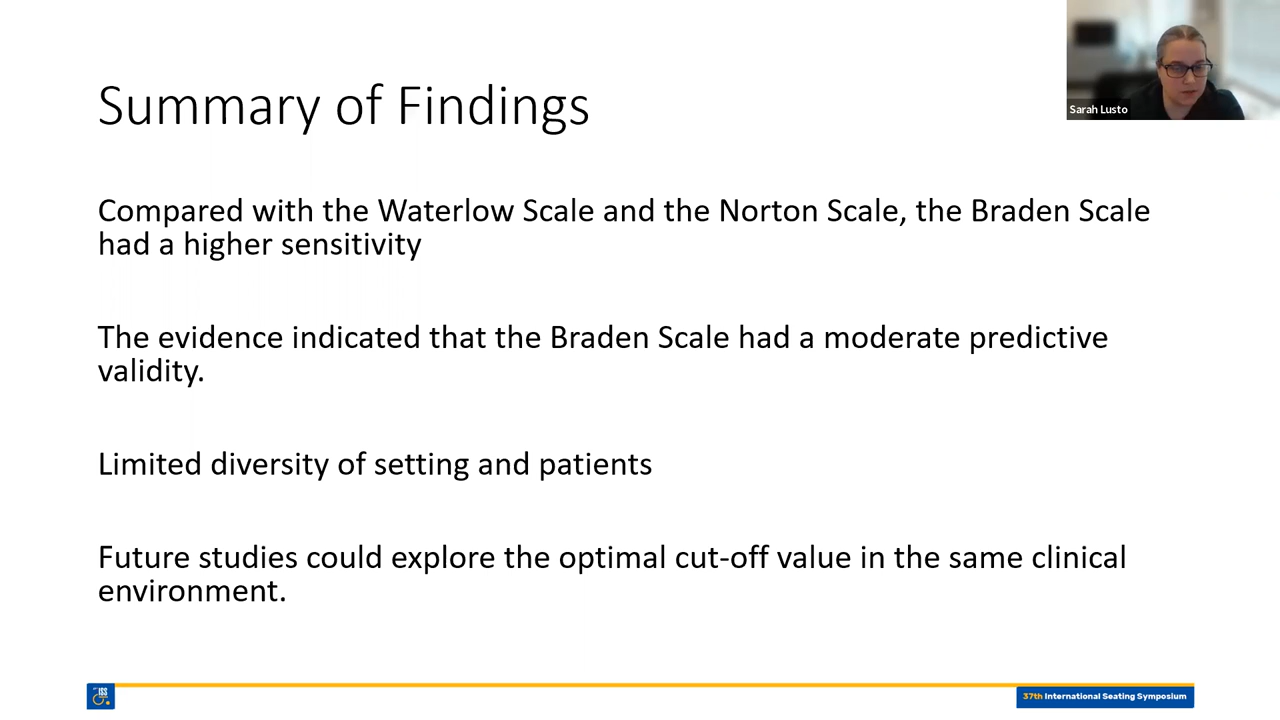 Sarah Lusto
Summary of Findings
Compared with the Waterlow Scale and the Norton Scale, the Braden Scale
had a higher sensitivity
The evidence indicated that the Braden Scale had a moderate predictive
validity.
Limited diversity of setting and patients
Future studies could explore the optimal cut-off value in the same clinical
environment.
ISS
37th International Seating Symposium